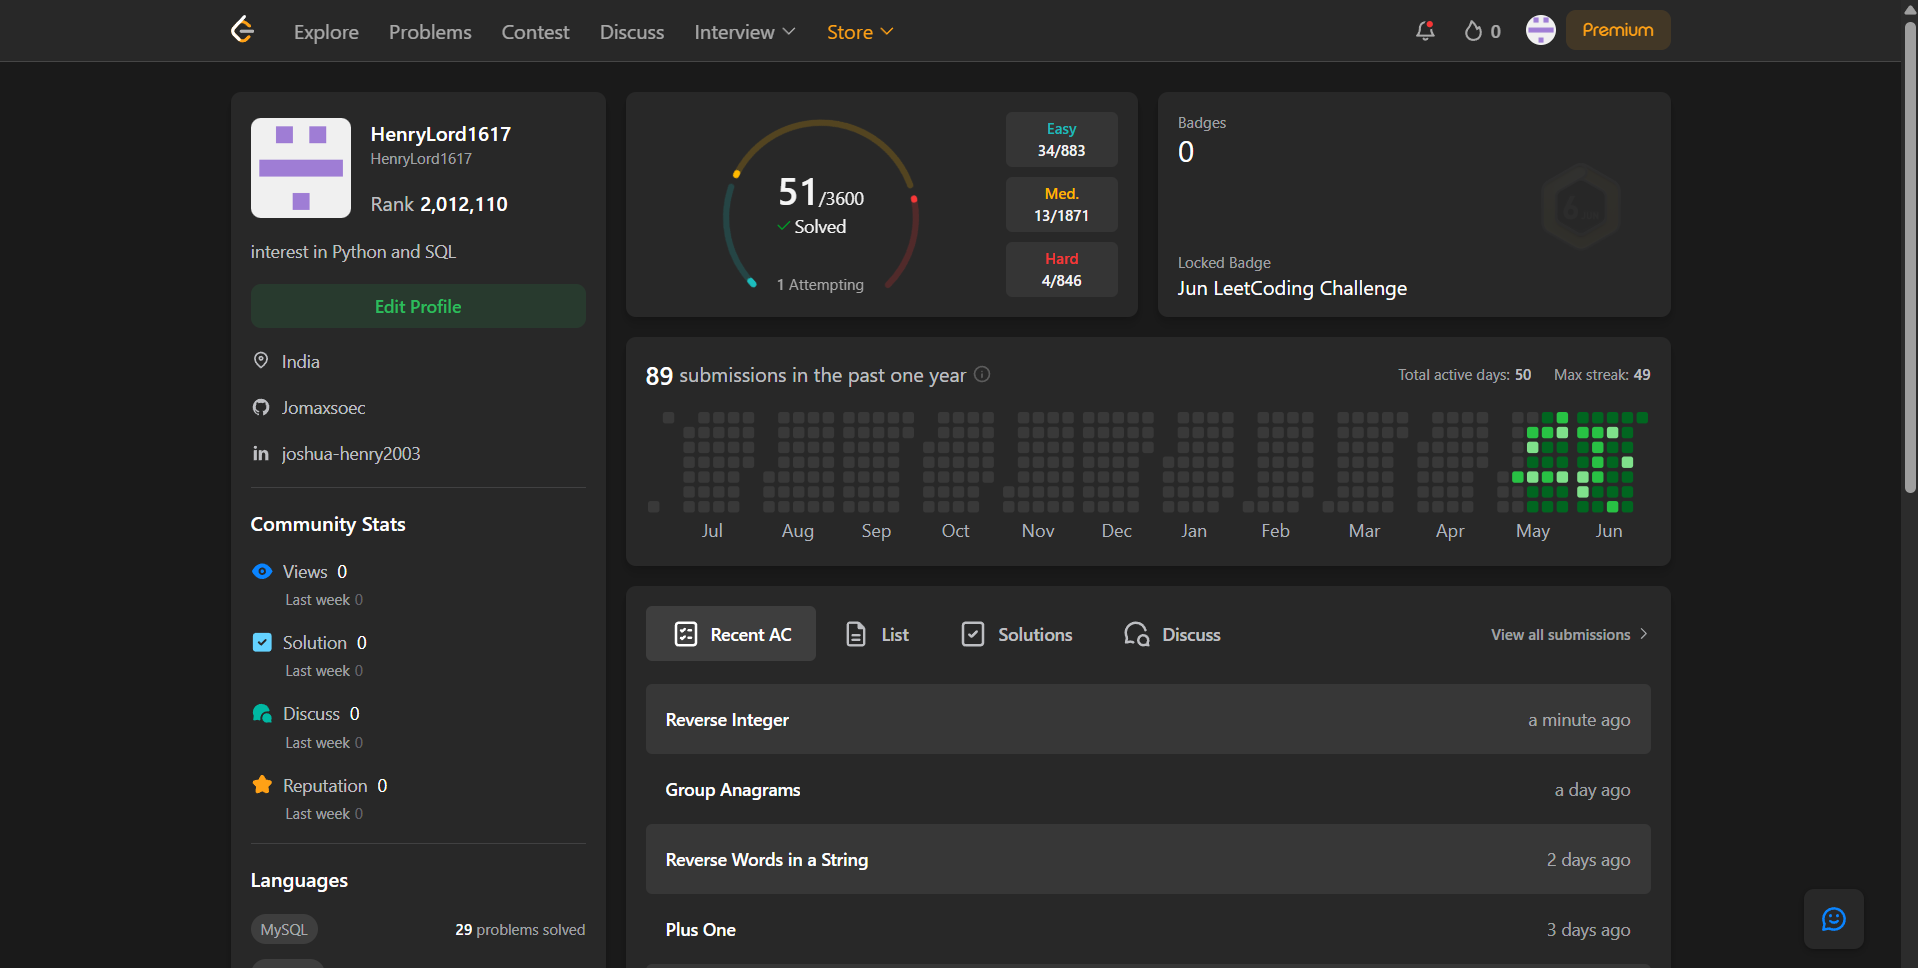 Explore Problems Contest Discuss Interview Store 0 Premium
HenryLord1617
HenryLord1617
Rank 2,012,110
interest in Python and SQL
Edit Profile
India
Jomaxsoec
joshua-henry2003
Community Stats
Views 0
Last week 0
Solution 0
Last week 0
Discuss 0
Last week 0
Reputation 0
Last week 0
Languages
MySQL 29 problems solved
51/3600
Solved
1 Attempting
Easy
34/883
Med.
13/1871
Hard
4/846
Badges
0
Locked Badge
Jun LeetCoding Challenge
89 submissions in the past one year Total active days: 50 Max streak: 49
Jul Aug Sep Oct Nov Dec Jan Feb Mar Apr May Jun
Recent AC List Solutions Discuss View all submissions
Reverse Integer a minute ago
Group Anagrams a day ago
Reverse Words in a String 2 days ago
Plus One 3 days ago